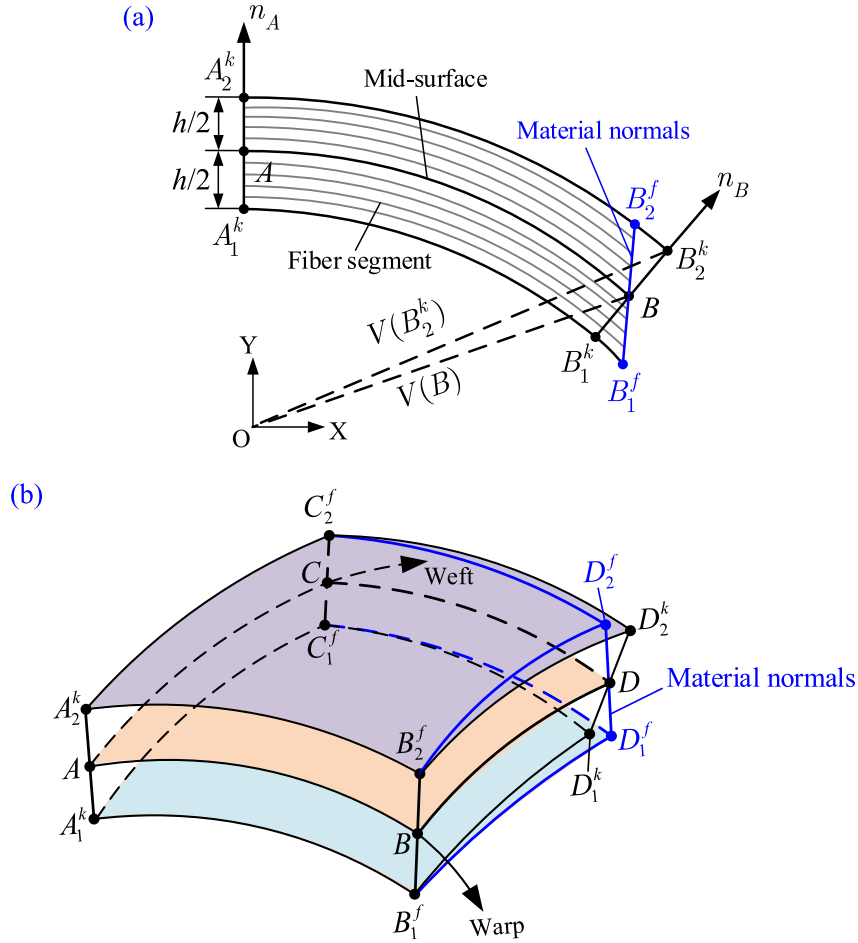 (a)
n_A
A_2^k
Mid-surface
h/2
Material normals
A
n_B
h/2
B_2^f
A_1^k
Fiber segment
B_2^k
B
V(B_2^k)
B_1^k
V(B)
B_1^f
Y
O
X
(b)
C_2^f
C
Weft
D_2^f
D_2^k
C_1^f
D
Material normals
A_2^k
B_2^f
D_1^f
A
D_1^k
A_1^k
B
B_1^f
Warp